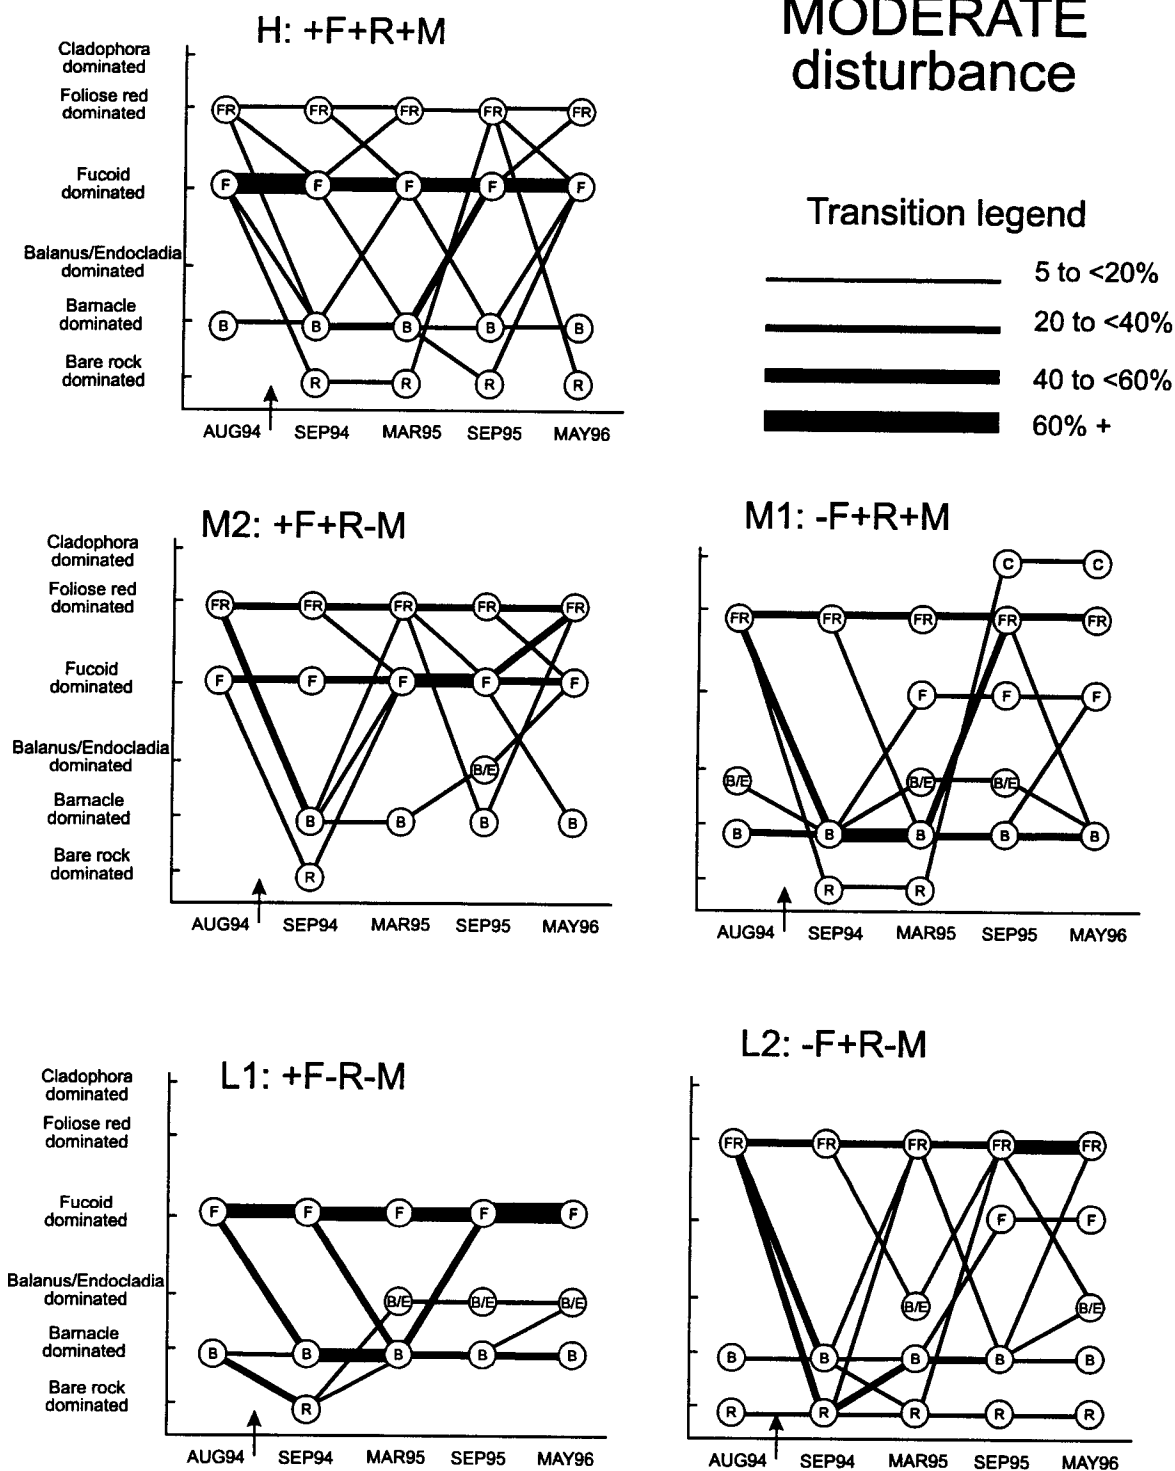 H: +F+R+M
MODERATE
disturbance
Cladophora
dominated
Foliose red
dominated
Fucoid
dominated
Balanus/Endocladia
dominated
Barnacle
dominated
Bare rock
dominated
FR FR FR FR FR
F F F F F
B B B B B
R R R R
AUG94 SEP94 MAR95 SEP95 MAY96
Transition legend
5 to <20%
20 to <40%
40 to <60%
60% +
M2: +F+R-M
Cladophora
dominated
Foliose red
dominated
Fucoid
dominated
Balanus/Endocladia
dominated
Barnacle
dominated
Bare rock
dominated
FR FR FR FR FR
F F F F F
B/E
B B B B
R
AUG94 SEP94 MAR95 SEP95 MAY96
M1: -F+R+M
C C
FR FR FR FR FR
F F F
B/E B/E B/E
B B B B B
R R
AUG94 SEP94 MAR95 SEP95 MAY96
L1: +F-R-M
Cladophora
dominated
Foliose red
dominated
Fucoid
dominated
Balanus/Endocladia
dominated
Barnacle
dominated
Bare rock
dominated
F F F F F
B/E B/E B/E
B B B B B
R
AUG94 SEP94 MAR95 SEP95 MAY96
L2: -F+R-M
FR FR FR FR FR
F F
B/E B/E
B B B B B
R R R R R
AUG94 SEP94 MAR95 SEP95 MAY96